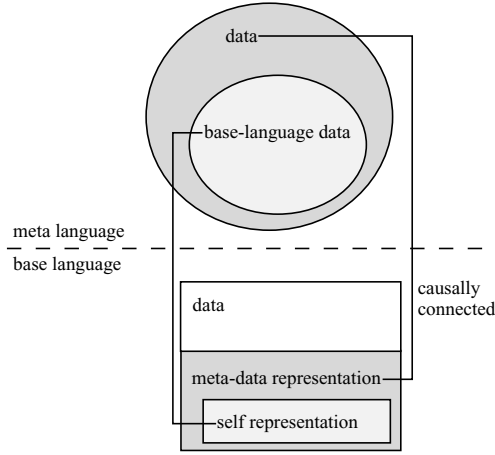 data
base-language data
meta language
base language
causally
connected
data
meta-data representation
self representation